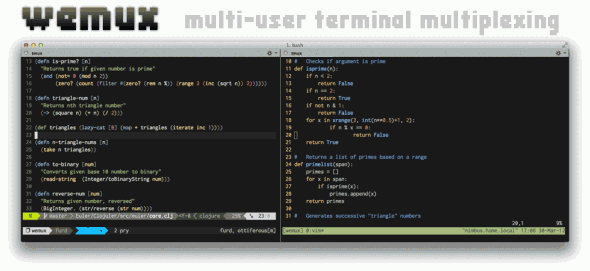 wemux multi-user terminal multiplexing
1. bash
emux
emux
13 (defn is-prime? [n]
14 "Returns true if given number is prime"
15 (and (not= 0 (mod n 2))
16 (zero? (count (filter #(zero? (rem n %)) (range 3 (inc (sqrt n)) 2))))))
17
18 (defn triangle-num [n]
19 "Returns nth triangle number"
20 (-> (square n) (+ n) (/ 2)))
21
22 (def triangles (lazy-cat [0] (map + triangles (iterate inc 1))))
23
24 (defn n-triangle-nums [n]
25 (take n triangles))
26
27 (defn to-binary [num]
28 "Converts given base 10 number to binary"
29 (read-string (Integer/toBinaryString num)))
30
31 (defn reverse-num [num]
32 "Returns given number, reversed"
33 (BigInteger. (str/reverse (str num))))
master Euler/Clojuler/src/euler/core.clj utf-8 clojure 25% 23:
wemux furd 2 pry furd, ottiferous[m]
10 # Checks if argument is prime
11 def isprime(n):
12 if n < 2:
13 return False
14 if n == 2:
15 return True
16 if not n & 1:
17 return False
18 for x in xrange(3, int(n**0.5)+1, 2):
19 if n % x == 0:
20 return False
21 return True
22
23 # Returns a list of primes based on a range
24 def primelist(span):
25 primes = []
26 for x in span:
27 if isprime(x):
28 primes.append(x)
29 return primes
30
31 # Generates successive "triangle" numbers
20,1 9%
[wemux] 0:vim* "nimbus.home.local" 17:08 30-Mar-1